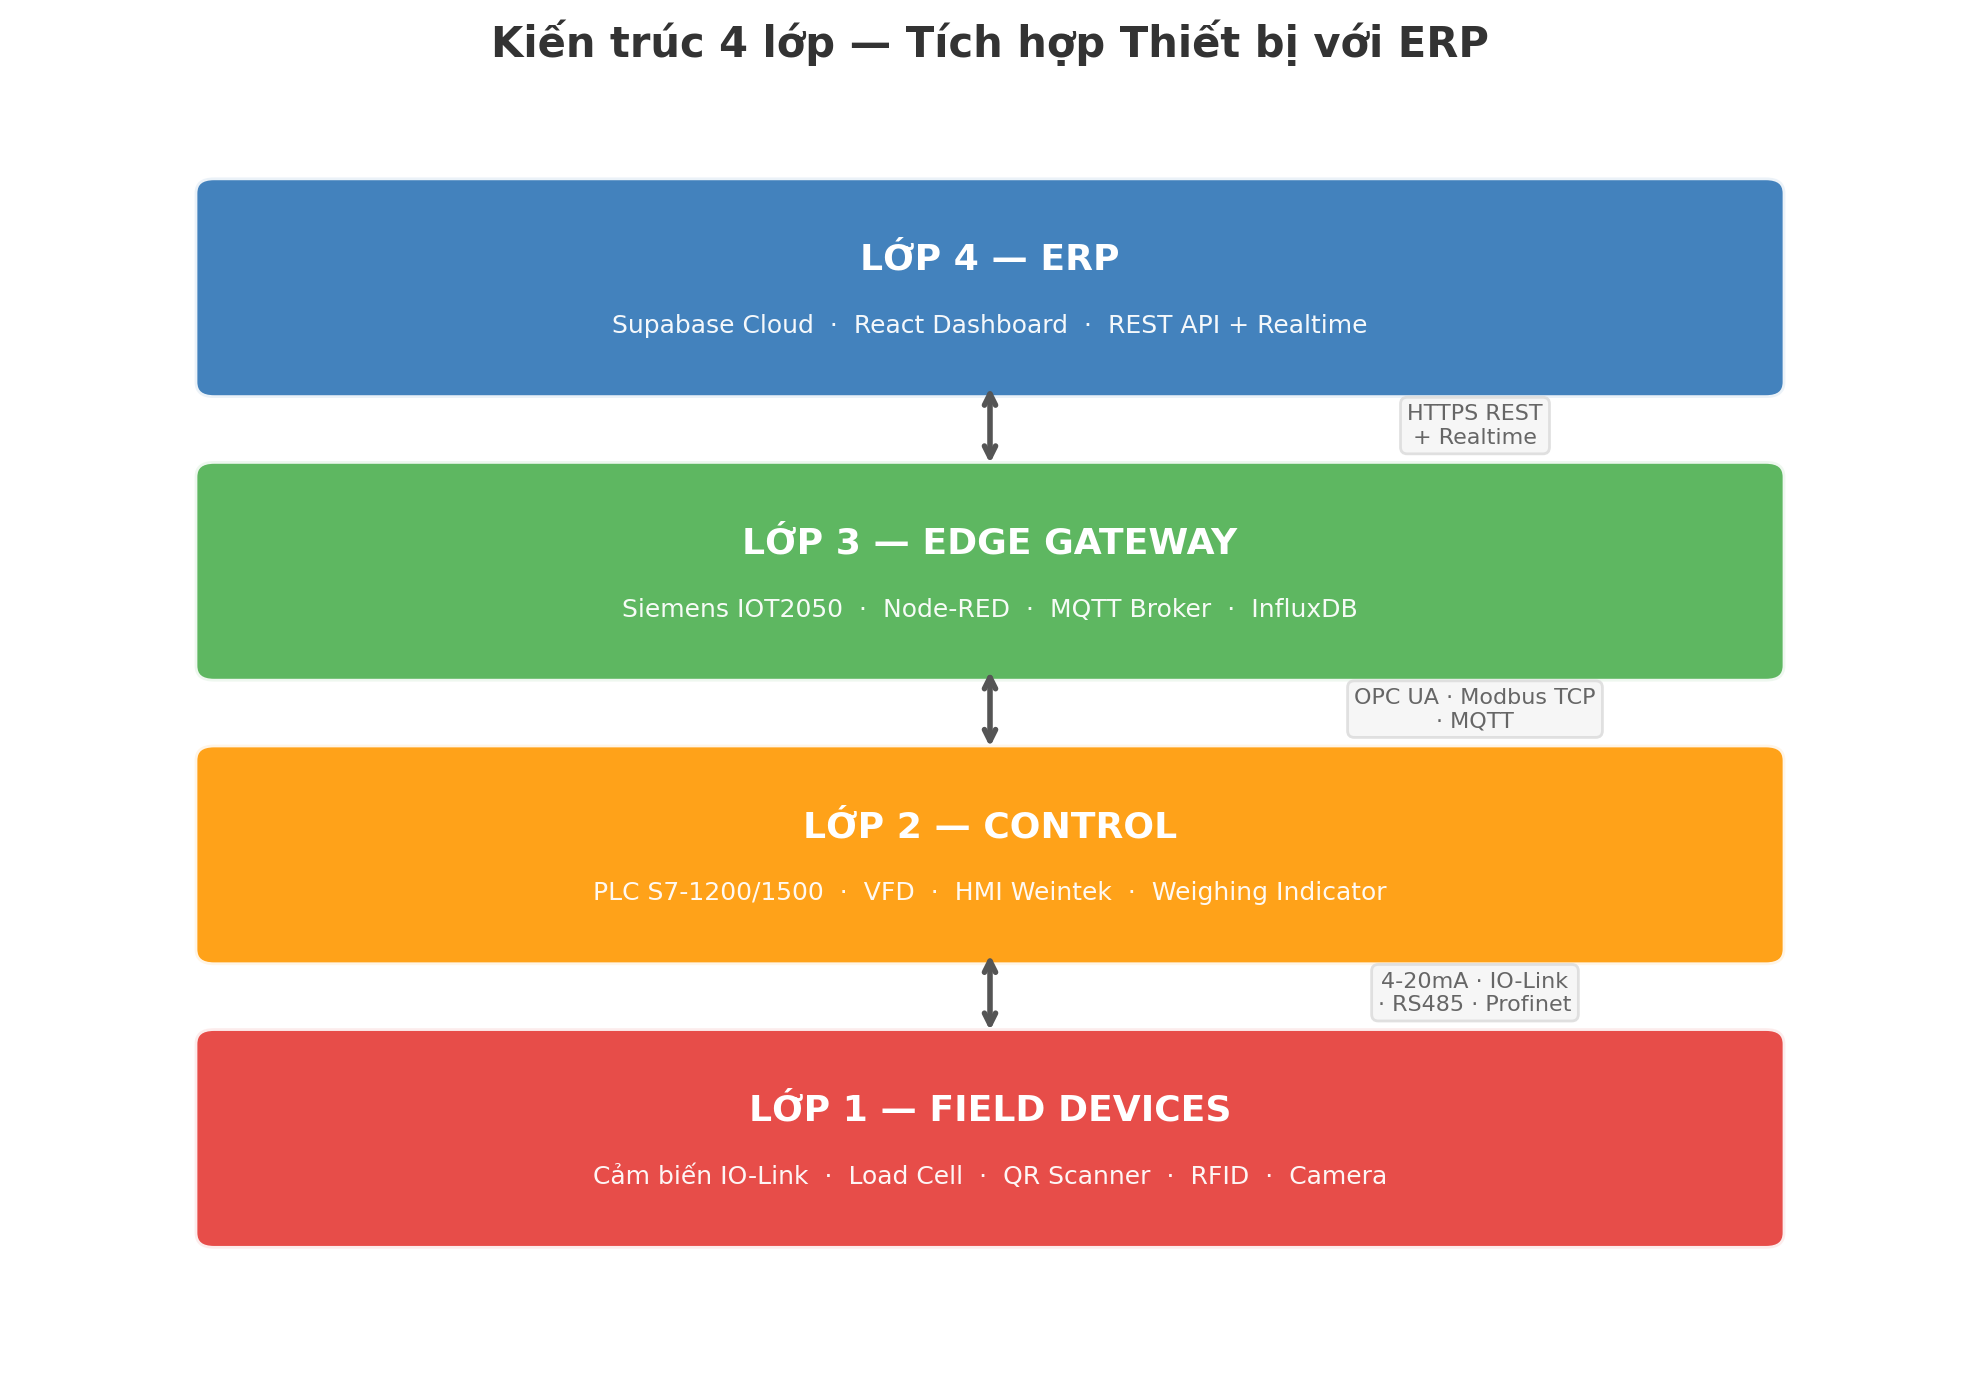 Kiến trúc 4 lớp — Tích hợp Thiết bị với ERP
LỚP 4 — ERP
Supabase Cloud · React Dashboard · REST API + Realtime
HTTPS REST
+ Realtime
LỚP 3 — EDGE GATEWAY
Siemens IOT2050 · Node-RED · MQTT Broker · InfluxDB
OPC UA · Modbus TCP
· MQTT
LỚP 2 — CONTROL
PLC S7-1200/1500 · VFD · HMI Weintek · Weighing Indicator
4-20mA · IO-Link
· RS485 · Profinet
LỚP 1 — FIELD DEVICES
Cảm biến IO-Link · Load Cell · QR Scanner · RFID · Camera